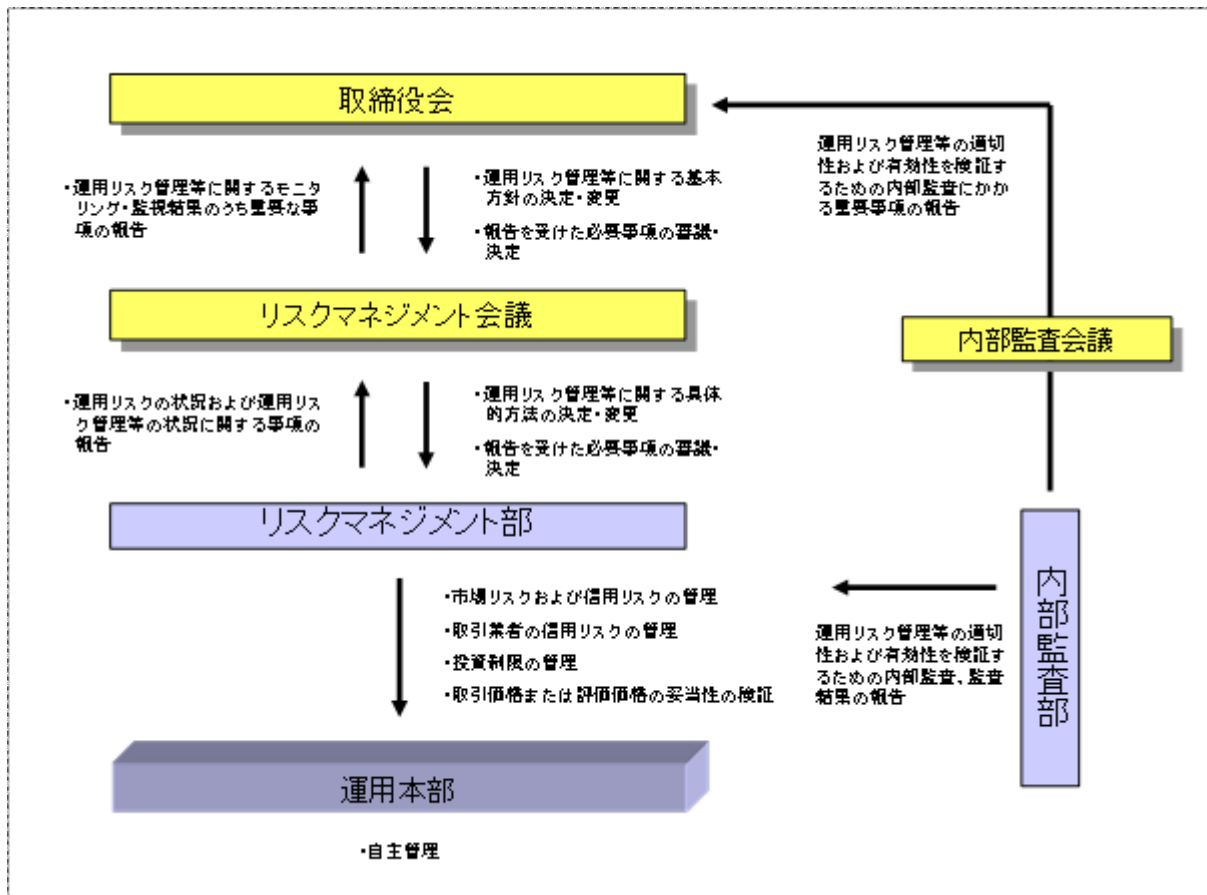 取締役会
・運用リスク管理等に関するモニ
タリング・監視結果のうち重要な事
項の報告
・運用リスク管理等に関する基本
方針の決定・変更
・報告を受けた必要事項の審議・
決定
運用リスク管理等の適切
性および有効性を検証す
るための内部監査にかか
る重要事項の報告
リスクマネジメント会議
内部監査会議
・運用リスクの状況および運用リス
ク管理等の状況に関する事項の
報告
・運用リスク管理等に関する具体
的方法の決定・変更
・報告を受けた必要事項の審議・
決定
リスクマネジメント部
内部監査部
・市場リスクおよび信用リスクの管理
・取引業者の信用リスクの管理
・投資制限の管理
・取引価格または評価価格の妥当性の検証
運用リスク管理等の適切
性および有効性を検証す
るための内部監査、監査
結果の報告
運用本部
・自主管理